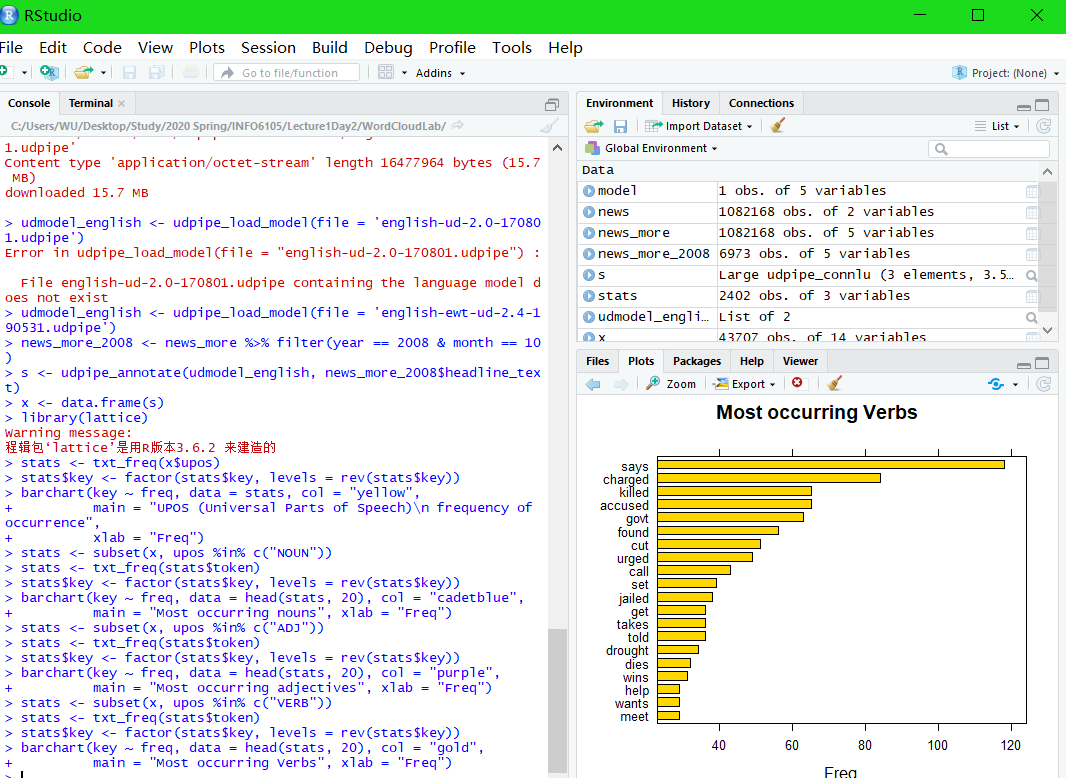 RStudio
File Edit Code View Plots Session Build Debug Profile Tools Help
Go to file/function Addins Project: (None)
Console Terminal
C:/Users/WU/Desktop/Study/2020 Spring/INFO6105/Lecture1Day2/WordCloudLab/
1.udpipe'
Content type 'application/octet-stream' length 16477964 bytes (15.7
 MB)
downloaded 15.7 MB
> udmodel_english <- udpipe_load_model(file = 'english-ud-2.0-17080
1.udpipe')
Error in udpipe_load_model(file = "english-ud-2.0-170801.udpipe") :
  File english-ud-2.0-170801.udpipe containing the language model d
oes not exist
> udmodel_english <- udpipe_load_model(file = 'english-ewt-ud-2.4-1
90531.udpipe')
> news_more_2008 <- news_more %>% filter(year == 2008 & month == 10
)
> s <- udpipe_annotate(udmodel_english, news_more_2008$headline_tex
t)
> x <- data.frame(s)
> library(lattice)
Warning message:
程辑包‘lattice’是用R版本3.6.2 来建造的
> stats <- txt_freq(x$upos)
> stats$key <- factor(stats$key, levels = rev(stats$key))
> barchart(key ~ freq, data = stats, col = "yellow",
+          main = "UPOS (Universal Parts of Speech)\n frequency of
occurrence",
+          xlab = "Freq")
> stats <- subset(x, upos %in% c("NOUN"))
> stats <- txt_freq(stats$token)
> stats$key <- factor(stats$key, levels = rev(stats$key))
> barchart(key ~ freq, data = head(stats, 20), col = "cadetblue",
+          main = "Most occurring nouns", xlab = "Freq")
> stats <- subset(x, upos %in% c("ADJ"))
> stats <- txt_freq(stats$token)
> stats$key <- factor(stats$key, levels = rev(stats$key))
> barchart(key ~ freq, data = head(stats, 20), col = "purple",
+          main = "Most occurring adjectives", xlab = "Freq")
> stats <- subset(x, upos %in% c("VERB"))
> stats <- txt_freq(stats$token)
> stats$key <- factor(stats$key, levels = rev(stats$key))
> barchart(key ~ freq, data = head(stats, 20), col = "gold",
+          main = "Most occurring Verbs", xlab = "Freq")
>
Environment History Connections
Import Dataset List
Global Environment
Data
model 1 obs. of 5 variables
news 1082168 obs. of 2 variables
news_more 1082168 obs. of 5 variables
news_more_2008 6973 obs. of 5 variables
s Large udpipe_connlu (3 elements, 3.5…
stats 2402 obs. of 3 variables
udmodel_engli… List of 2
x 43707 obs. of 14 variables
Files Plots Packages Help Viewer
Zoom Export
Most occurring Verbs
says
charged
killed
accused
govt
found
cut
urged
call
set
jailed
get
takes
told
drought
dies
wins
help
wants
meet
40 60 80 100 120
Freq